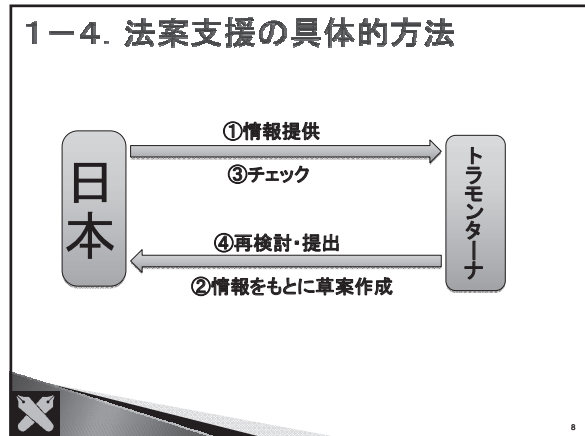 1－4．法案支援の具体的方法
①情報提供
日本
③チェック
トラモンターナ
④再検討・提出
②情報をもとに草案作成
8